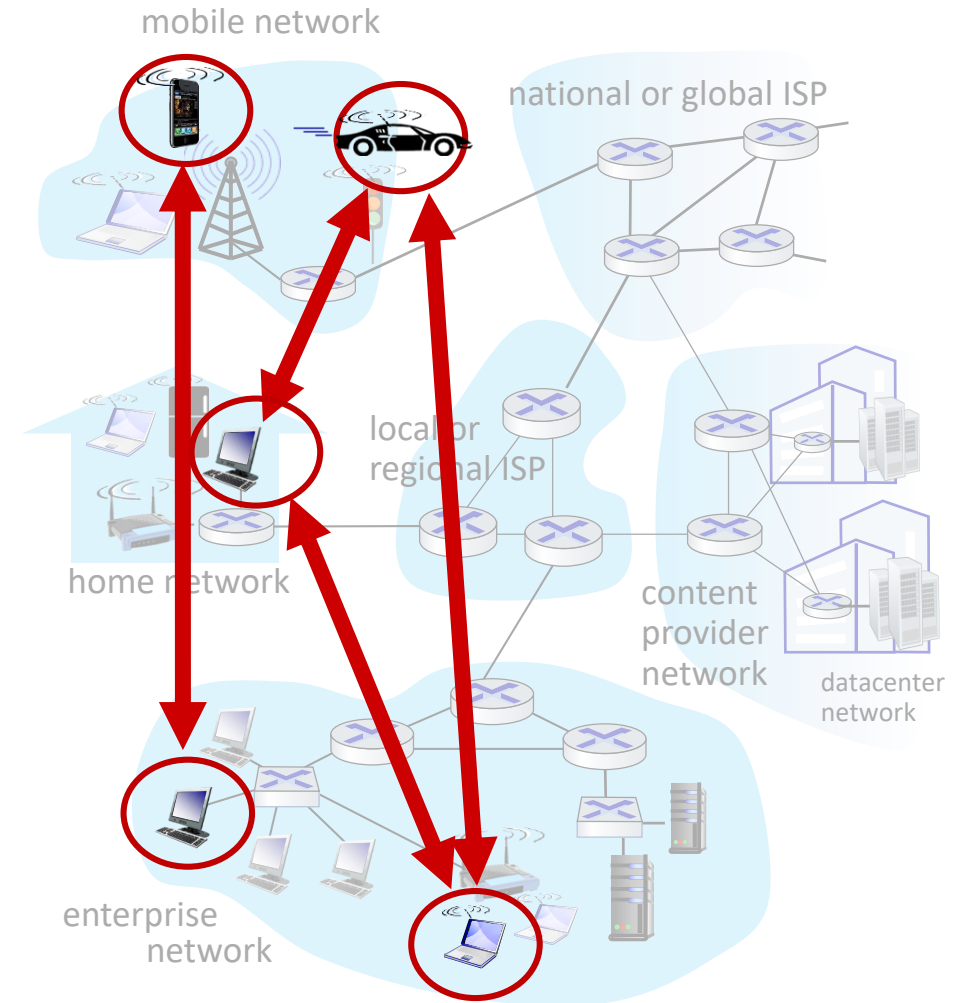 mobile network
national or global ISP
local or
regional ISP
home network
content
provider
network
datacenter
network
enterprise
network